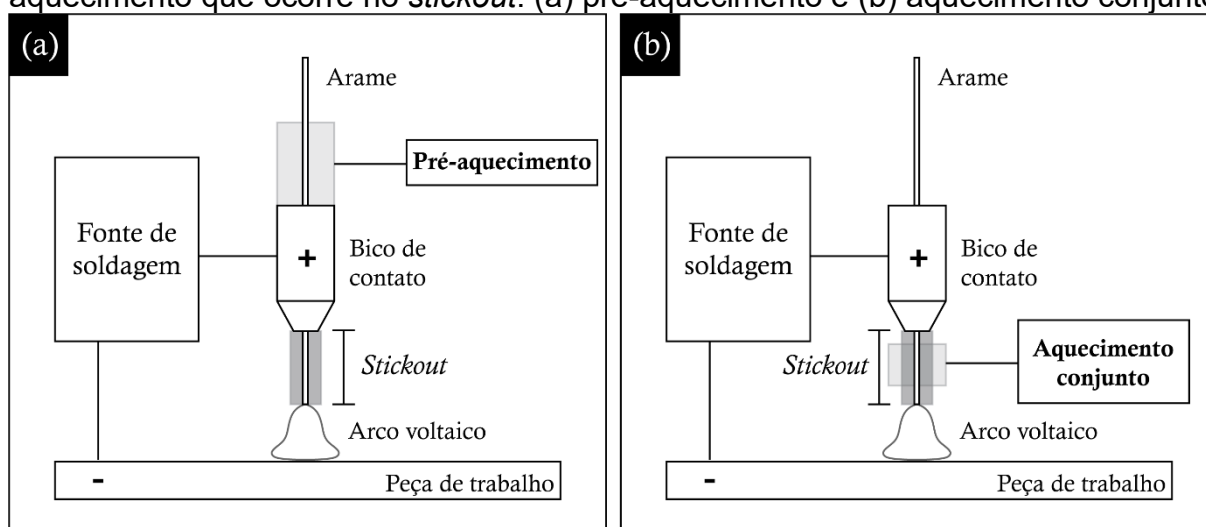 aquecimento que ocorre no stickout: (a) pré-aquecimento e (b) aquecimento conjunto
(a)
Arame
Pré-aquecimento
Fonte de
soldagem
+
Bico de
contato
Stickout
Arco voltaico
-
Peça de trabalho
(b)
Arame
Fonte de
soldagem
+
Bico de
contato
Stickout
Aquecimento
conjunto
Arco voltaico
-
Peça de trabalho